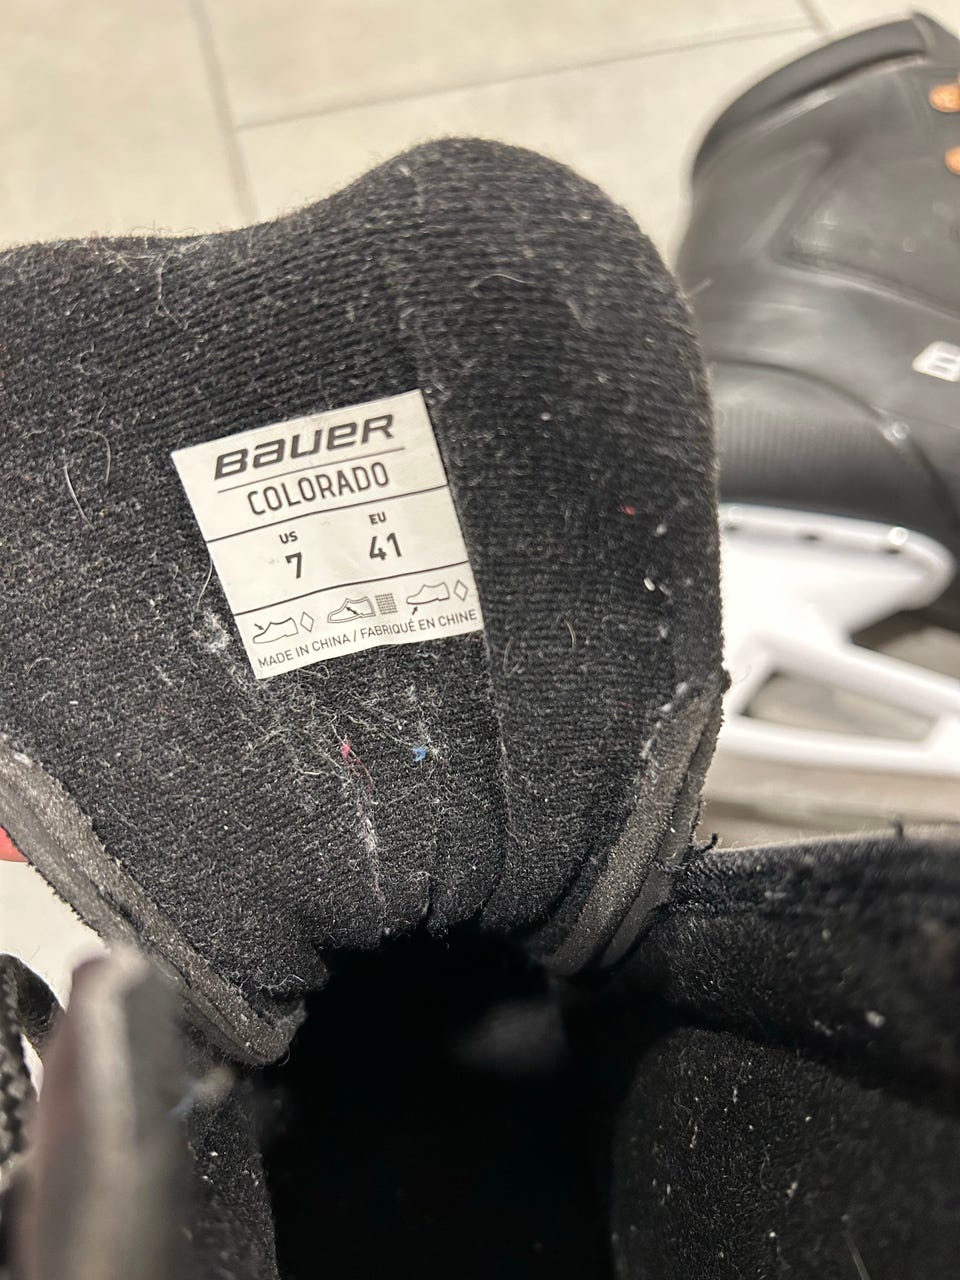 BAUER
COLORADO
US EU
7 41
MADE IN CHINA / FABRIQUÉ EN CHINE
B